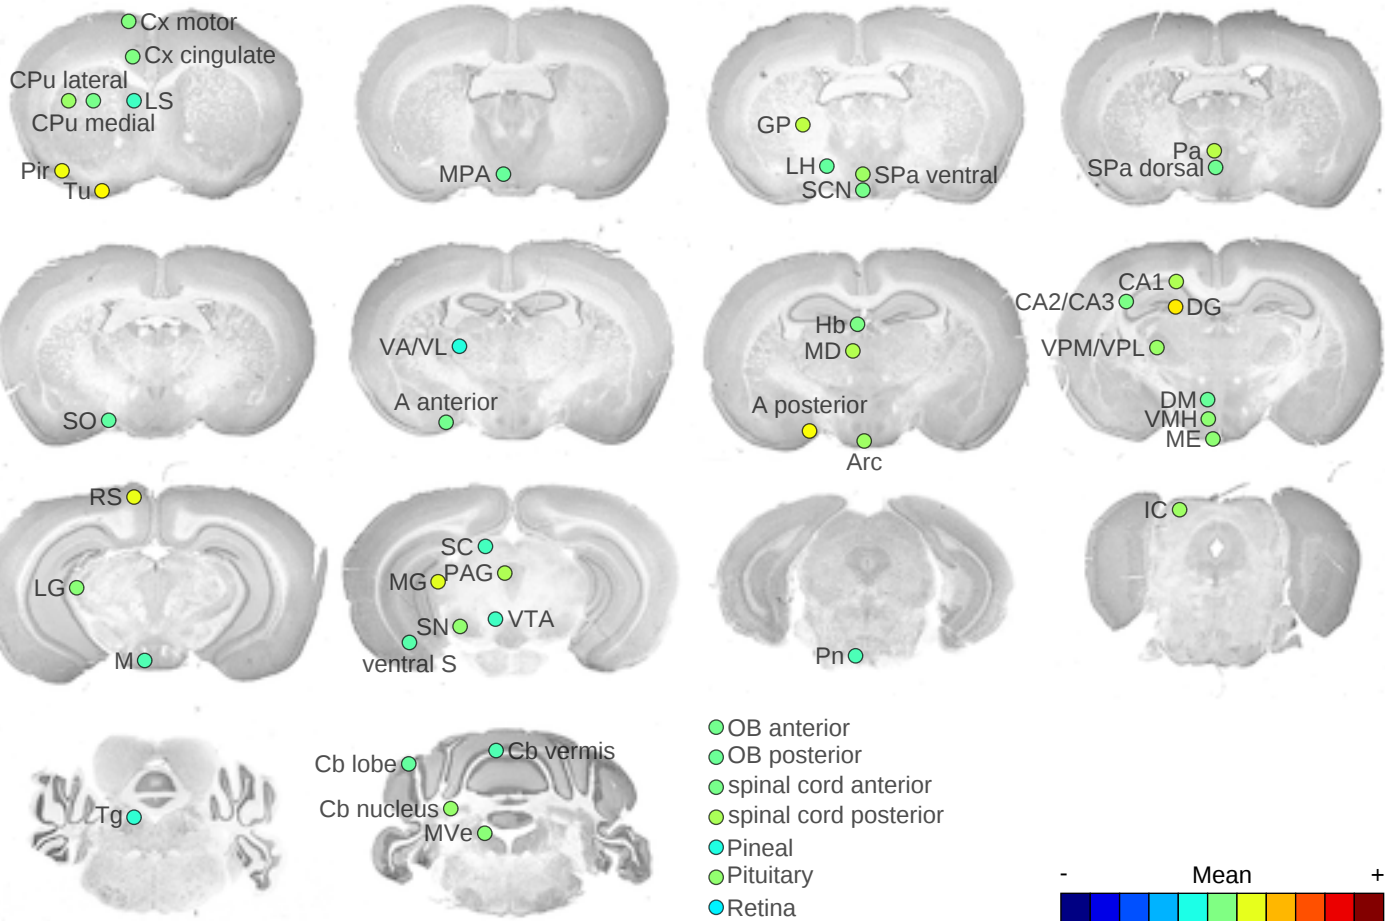 Cx motor
Cx cingulate
CPu lateral
LS
CPu medial
Pir
Tu
MPA
GP
LH
SPa ventral
SCN
Pa
SPa dorsal
SO
VA/VL
A anterior
Hb
MD
A posterior
Arc
CA1
CA2/CA3
DG
VPM/VPL
DM
VMH
ME
RS
LG
M
SC
MG
PAG
SN
VTA
ventral S
Pn
IC
Tg
Cb lobe
Cb vermis
Cb nucleus
MVe
OB anterior
OB posterior
spinal cord anterior
spinal cord posterior
Pineal
Pituitary
Retina
- Mean +